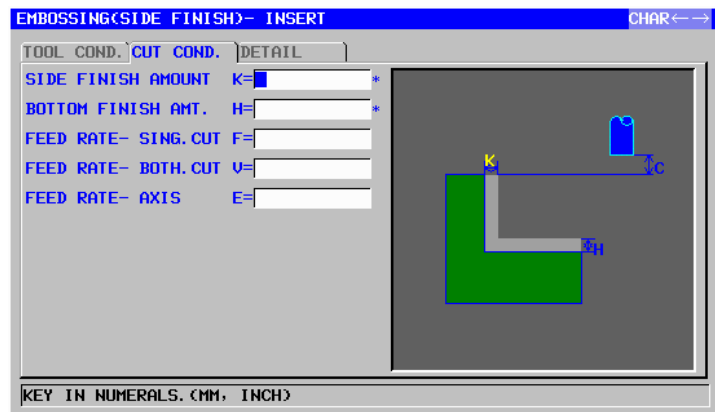 EMBOSSING(SIDE FINISH)- INSERT CHAR←→
TOOL COND. CUT COND. DETAIL
SIDE FINISH AMOUNT K= *
BOTTOM FINISH AMT. H= *
FEED RATE- SING.CUT F=
FEED RATE- BOTH.CUT V=
FEED RATE- AXIS E=
K
C
H
KEY IN NUMERALS.(MM, INCH)